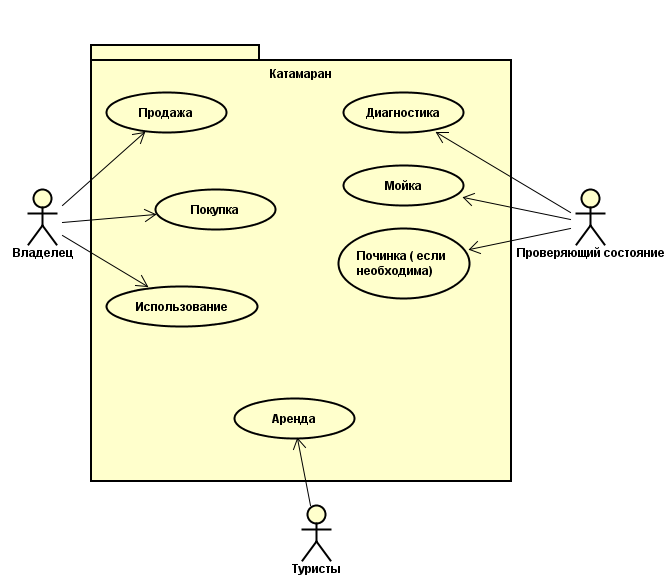 Катамаран
Продажа
Диагностика
Мойка
Покупка
Владелец
Проверяющий состояние
Починка ( если
необходима)
Использование
Аренда
Туристы